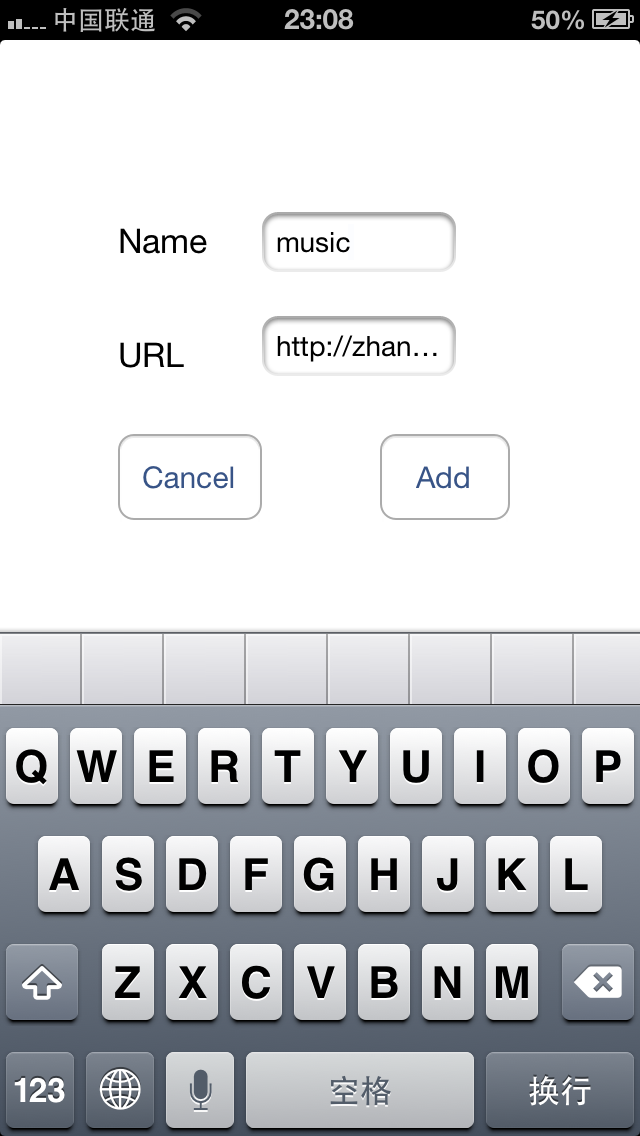 中国联通 23:08 50%
Name music
URL http://zhan...
Cancel Add
Q W E R T Y U I O P
A S D F G H J K L
Z X C V B N M
123 空格 换行